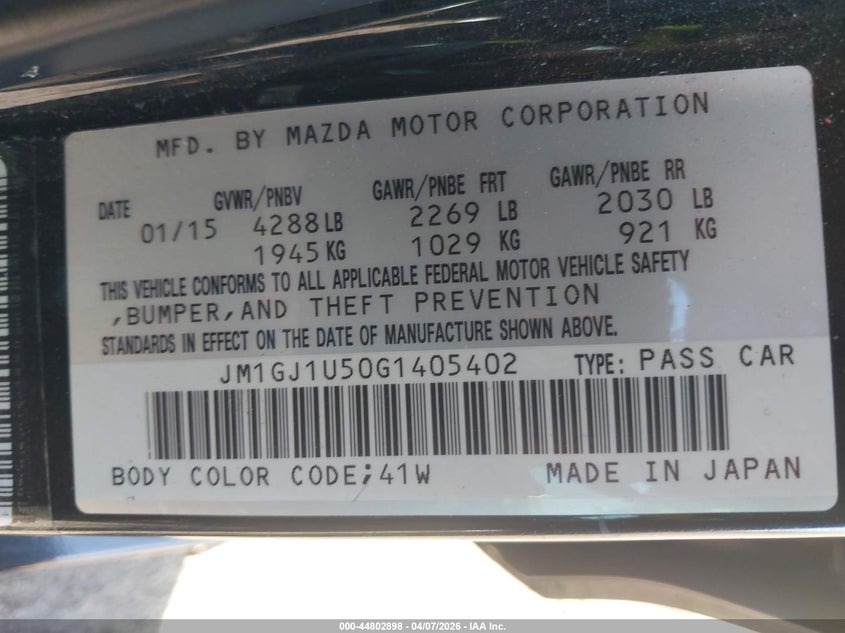 MFD. BY MAZDA MOTOR CORPORATION
DATE GVWR/PNBV GAWR/PNBE FRT GAWR/PNBE RR
01/15 4288 LB 2269 LB 2030 LB
1945 KG 1029 KG 921 KG
THIS VEHICLE CONFORMS TO ALL APPLICABLE FEDERAL MOTOR VEHICLE SAFETY
,BUMPER,AND THEFT PREVENTION
STANDARDS IN EFFECT ON THE DATE OF MANUFACTURE SHOWN ABOVE.
JM1GJ1U50G1405402 TYPE: PASS CAR
BODY COLOR CODE;41W MADE IN JAPAN
000-44802898 - 04/07/2026 - IAA Inc.